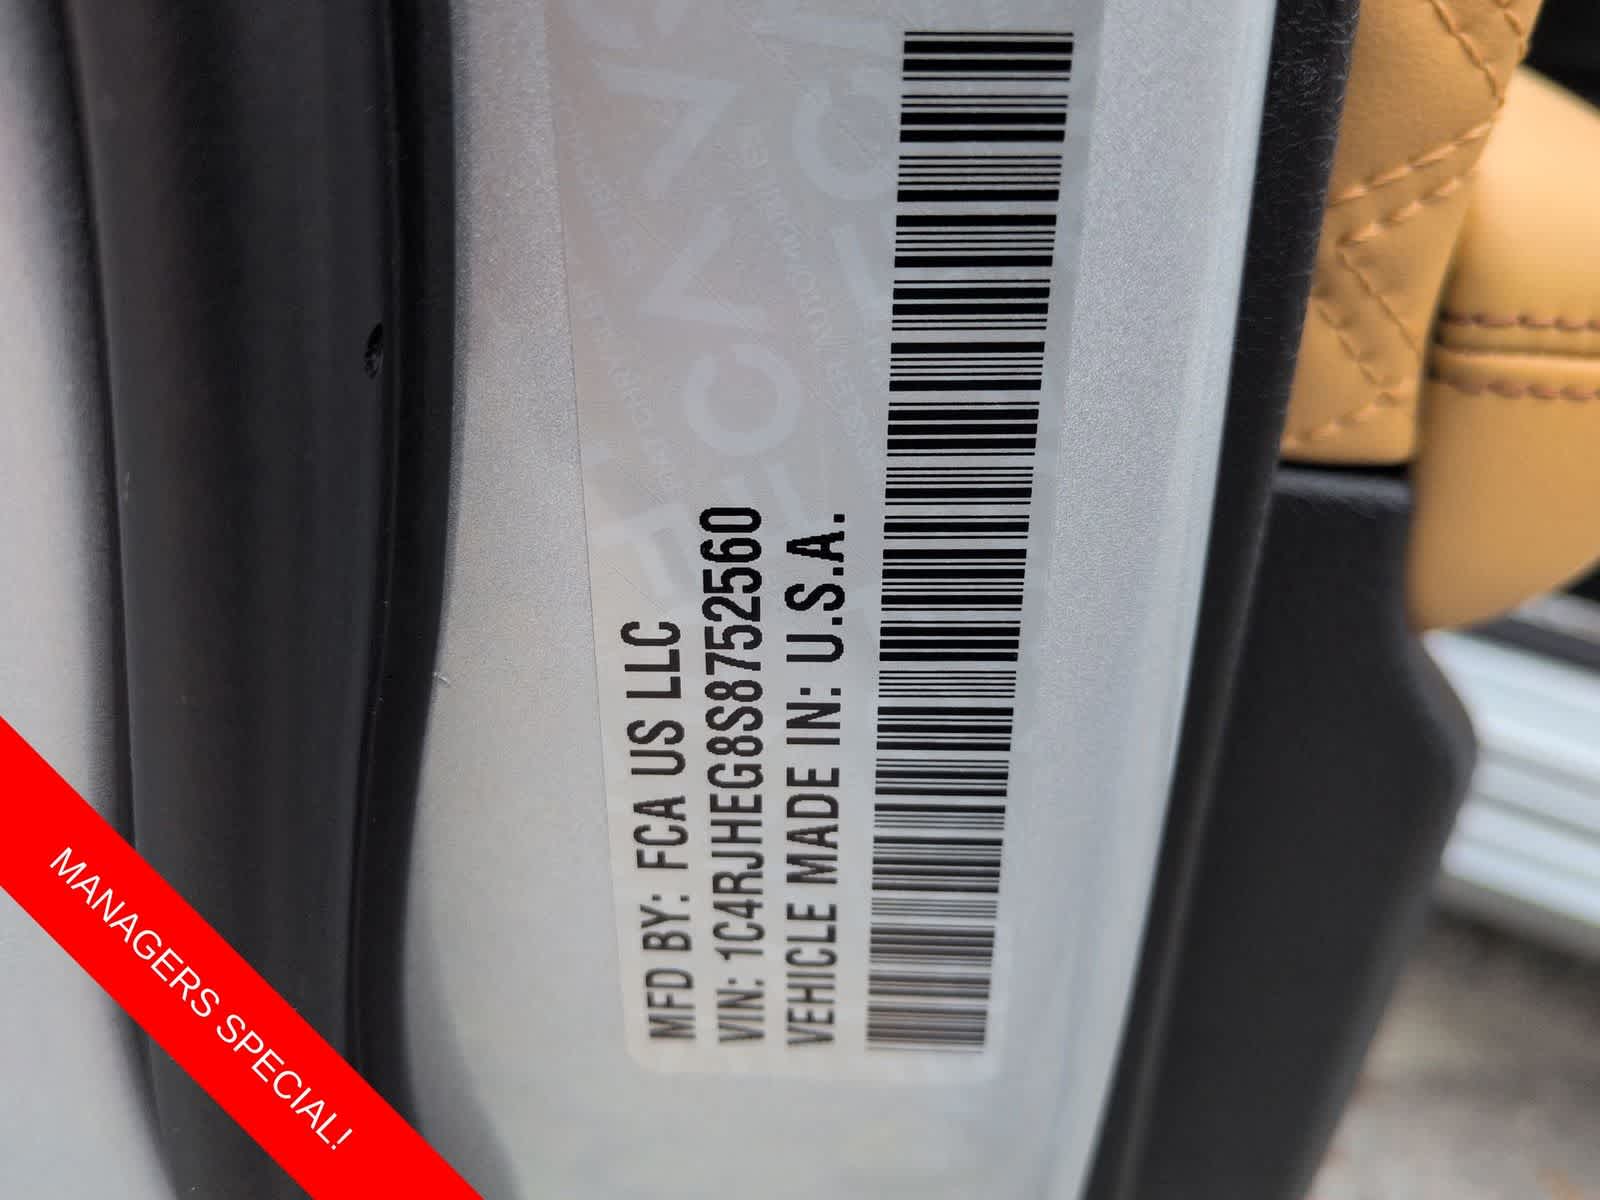 MFD BY: FCA US LLC
VIN: 1C4RJHEG8S8752560
VEHICLE MADE IN: U.S.A.
MANAGERS SPECIAL!